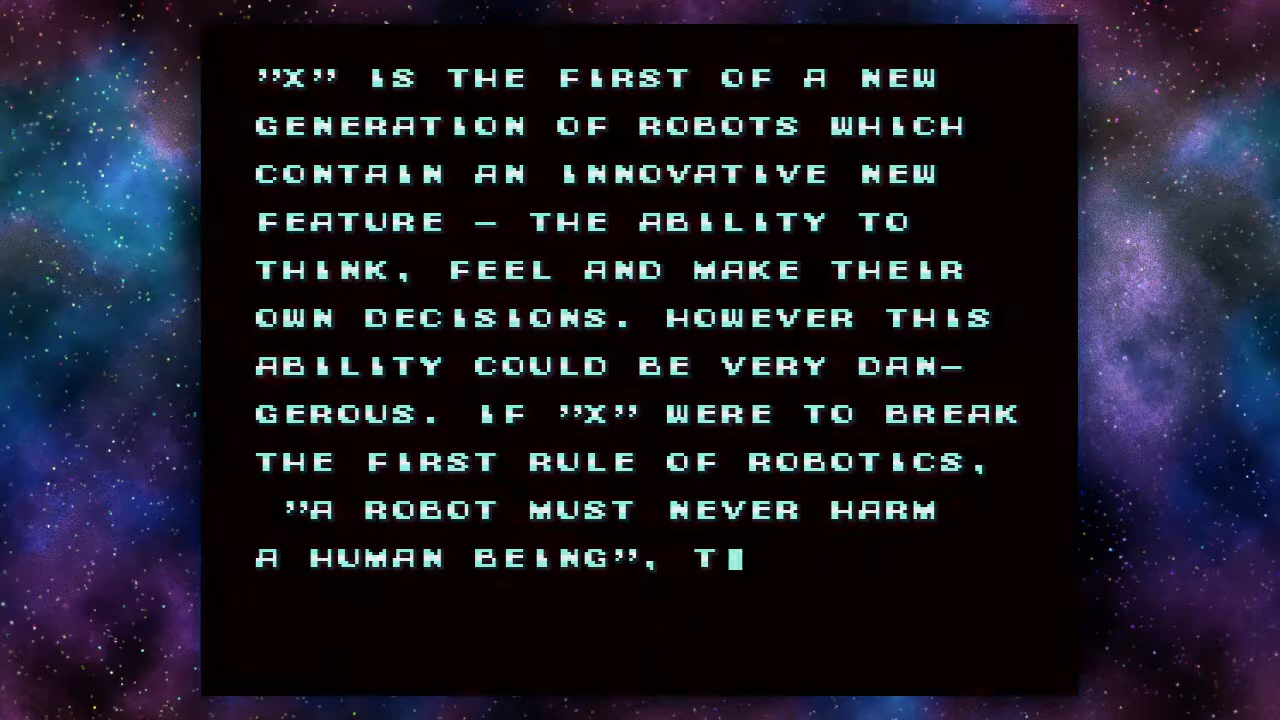 "X" IS THE FIRST OF A NEW
GENERATION OF ROBOTS WHICH
CONTAIN AN INNOVATIVE NEW
FEATURE – THE ABILITY TO
THINK, FEEL AND MAKE THEIR
OWN DECISIONS. HOWEVER THIS
ABILITY COULD BE VERY DAN–
GEROUS. IF "X" WERE TO BREAK
THE FIRST RULE OF ROBOTICS,
"A ROBOT MUST NEVER HARM
A HUMAN BEING", T